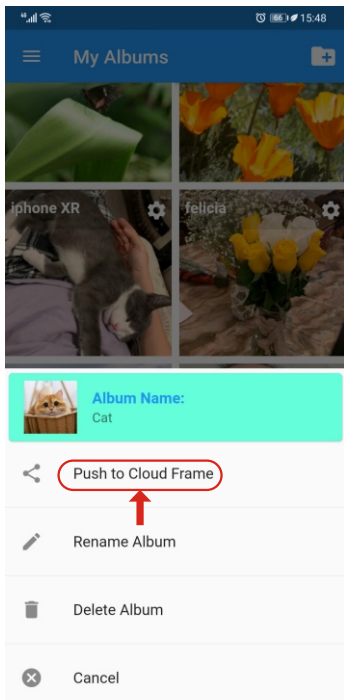 66 15:48
My Albums
iphone XR
felicia
Album Name:
Cat
Push to Cloud Frame
Rename Album
Delete Album
Cancel